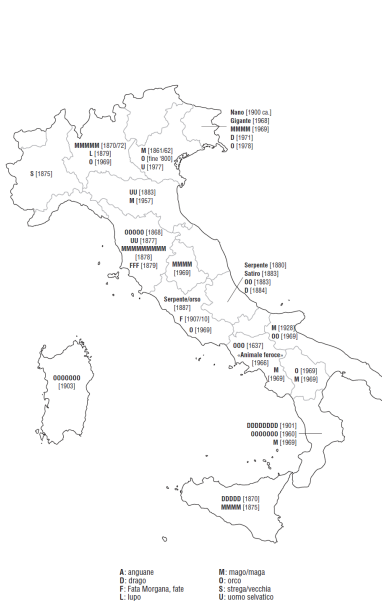 Nano [1900 ca.]
Gigante [1968]
MMMM [1969]
D [1971]
O [1978]
MMMMM [1870/72]
L [1879]
O [1969]
M [1861/62]
O [fine '800]
U [1977]
S [1875]
UU [1883]
M [1957]
OOOOO [1868]
UU [1877]
MMMMMMMMM
[1878]
FFF [1879]
MMMM
[1969]
Serpente [1880]
Satiro [1883]
OO [1883]
D [1884]
Serpente/orso
[1887]
F [1907/10]
O [1969]
M [1928]
OO [1969]
OOO [1637]
«Animale feroce»
[1966]
M
[1969]
O [1969]
M [1969]
OOOOOOO
[1903]
DDDDDDDD [1901]
OOOOOOO [1960]
M [1969]
DDDDD [1870]
MMMM [1875]
A: anguane
D: drago
F: Fata Morgana, fate
L: lupo
M: mago/maga
O: orco
S: strega/vecchia
U: uomo selvatico